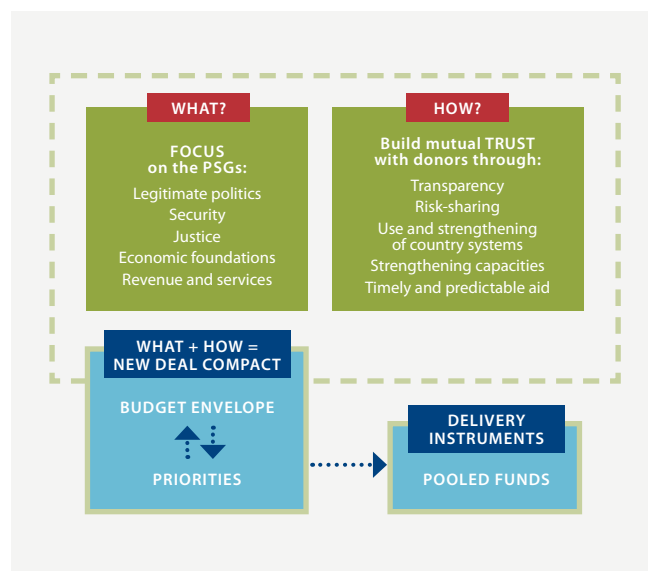 WHAT?
FOCUS
on the PSGs:
Legitimate politics
Security
Justice
Economic foundations
Revenue and services
HOW?
Build mutual TRUST
with donors through:
Transparency
Risk-sharing
Use and strengthening
of country systems
Strengthening capacities
Timely and predictable aid
WHAT + HOW =
NEW DEAL COMPACT
BUDGET ENVELOPE
PRIORITIES
DELIVERY
INSTRUMENTS
POOLED FUNDS